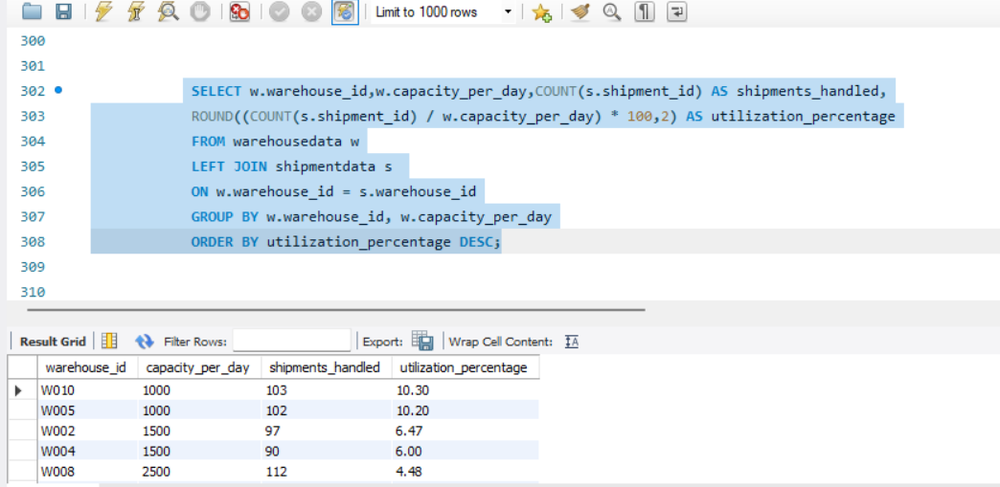 Limit to 1000 rows
300
301
302 SELECT w.warehouse_id,w.capacity_per_day,COUNT(s.shipment_id) AS shipments_handled,
303 ROUND((COUNT(s.shipment_id) / w.capacity_per_day) * 100,2) AS utilization_percentage
304 FROM warehousedata w
305 LEFT JOIN shipmentdata s
306 ON w.warehouse_id = s.warehouse_id
307 GROUP BY w.warehouse_id, w.capacity_per_day
308 ORDER BY utilization_percentage DESC;
309
310
Result Grid Filter Rows: Export: Wrap Cell Content:
warehouse_id capacity_per_day shipments_handled utilization_percentage
W010 1000 103 10.30
W005 1000 102 10.20
W002 1500 97 6.47
W004 1500 90 6.00
W008 2500 112 4.48